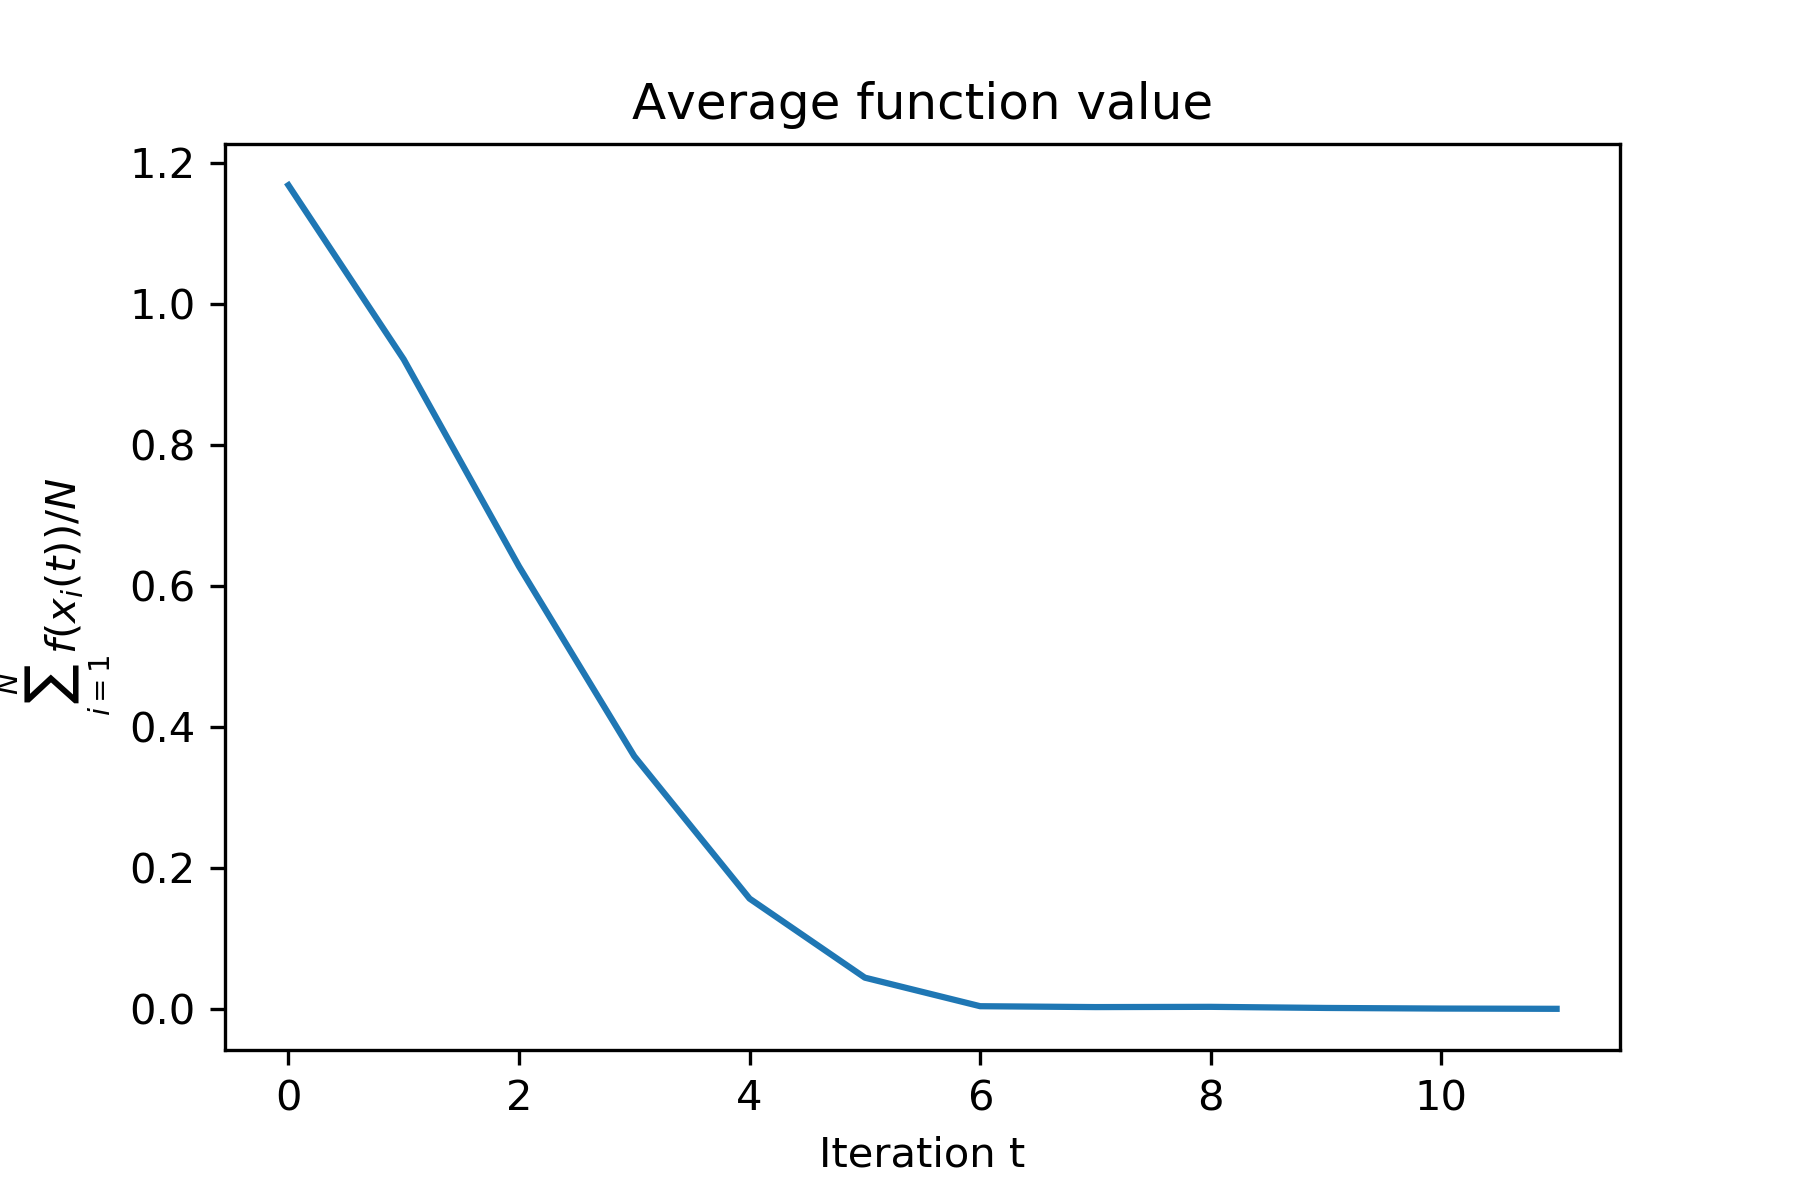 Average function value
1.2
1.0
0.8
0.6
0.4
0.2
0.0
N
∑ f(x_i(t))/N
i = 1
0 2 4 6 8 10
Iteration t